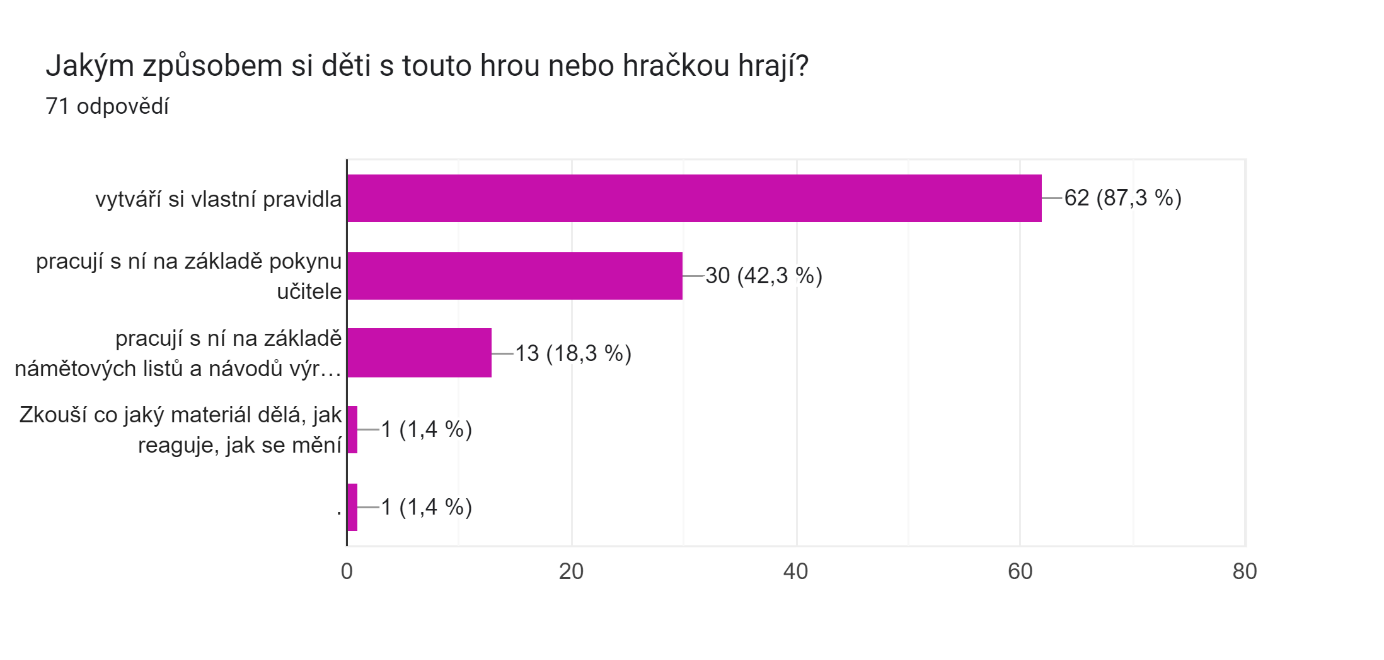 Jakým způsobem si děti s touto hrou nebo hračkou hrají?
71 odpovědí
vytváří si vlastní pravidla
62 (87,3 %)
pracují s ní na základě pokynu
učitele
30 (42,3 %)
pracují s ní na základě
námětových listů a návodů výr…
13 (18,3 %)
Zkouší co jaký materiál dělá, jak
reaguje, jak se mění
1 (1,4 %)
.
1 (1,4 %)
0 20 40 60 80